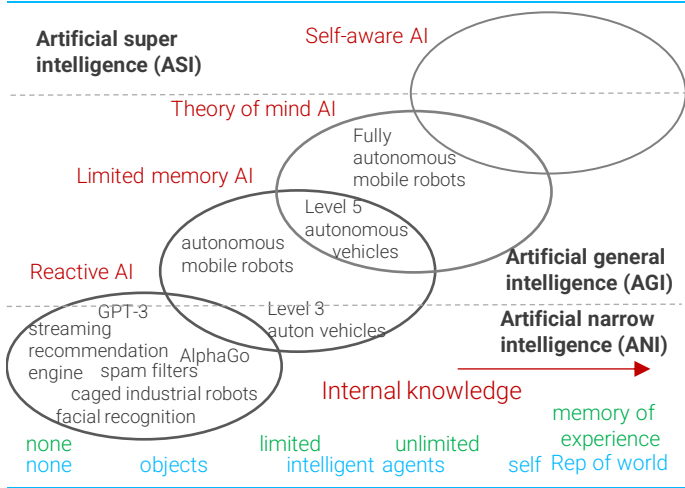 Artificial super
intelligence (ASI)
Self-aware AI
Theory of mind AI
Fully
autonomous
mobile robots
Limited memory AI
Level 5
autonomous
vehicles
autonomous
mobile robots
Artificial general
intelligence (AGI)
Reactive AI
Level 3
auton vehicles
Artificial narrow
intelligence (ANI)
GPT-3
streaming
recommendation
engine
AlphaGo
spam filters
caged industrial robots
facial recognition
Internal knowledge
none limited unlimited memory of
experience
none objects intelligent agents self Rep of world